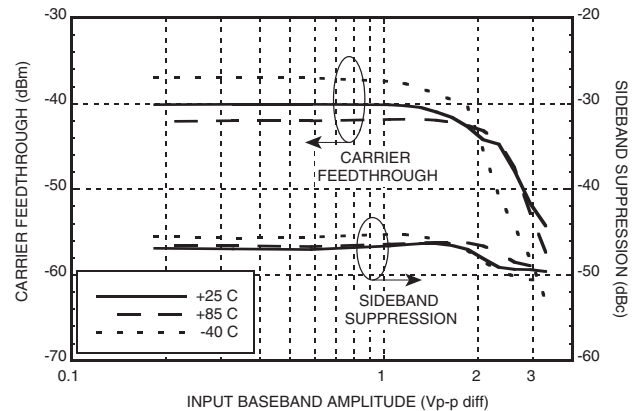 -30
-40
-50
-60
-70
CARRIER FEEDTHROUGH (dBm)
-20
-30
-40
-50
-60
SIDEBAND SUPPRESSION (dBc)
CARRIER
FEEDTHROUGH
SIDEBAND
SUPPRESSION
+25 C
+85 C
-40 C
0.1
1
2
3
INPUT BASEBAND AMPLITUDE (Vp-p diff)